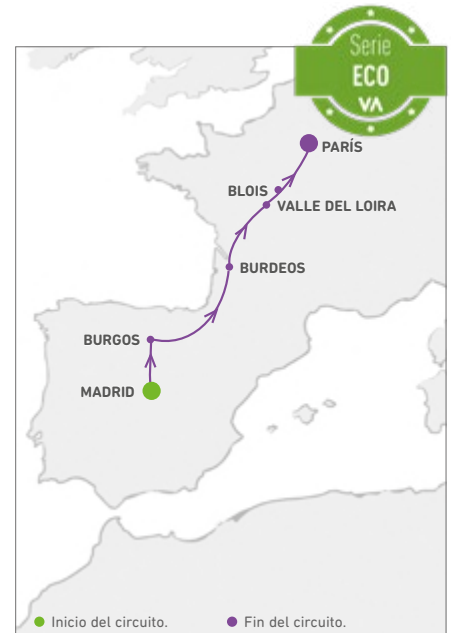 Serie
ECO
VA
PARÍS
BLOIS
VALLE DEL LOIRA
BURDEOS
BURGOS
MADRID
Inicio del circuito.
Fin del circuito.